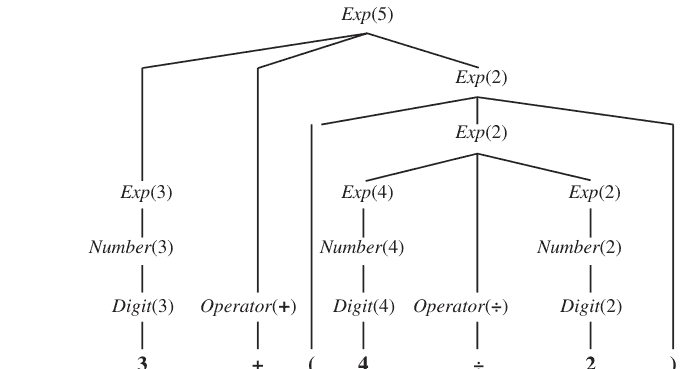 Exp(5)
Exp(2)
Exp(2)
Exp(3) Exp(4) Exp(2)
Number(3) Number(4) Number(2)
Digit(3) Operator(+) Digit(4) Operator(÷) Digit(2)
3 + ( 4 ÷ 2 )